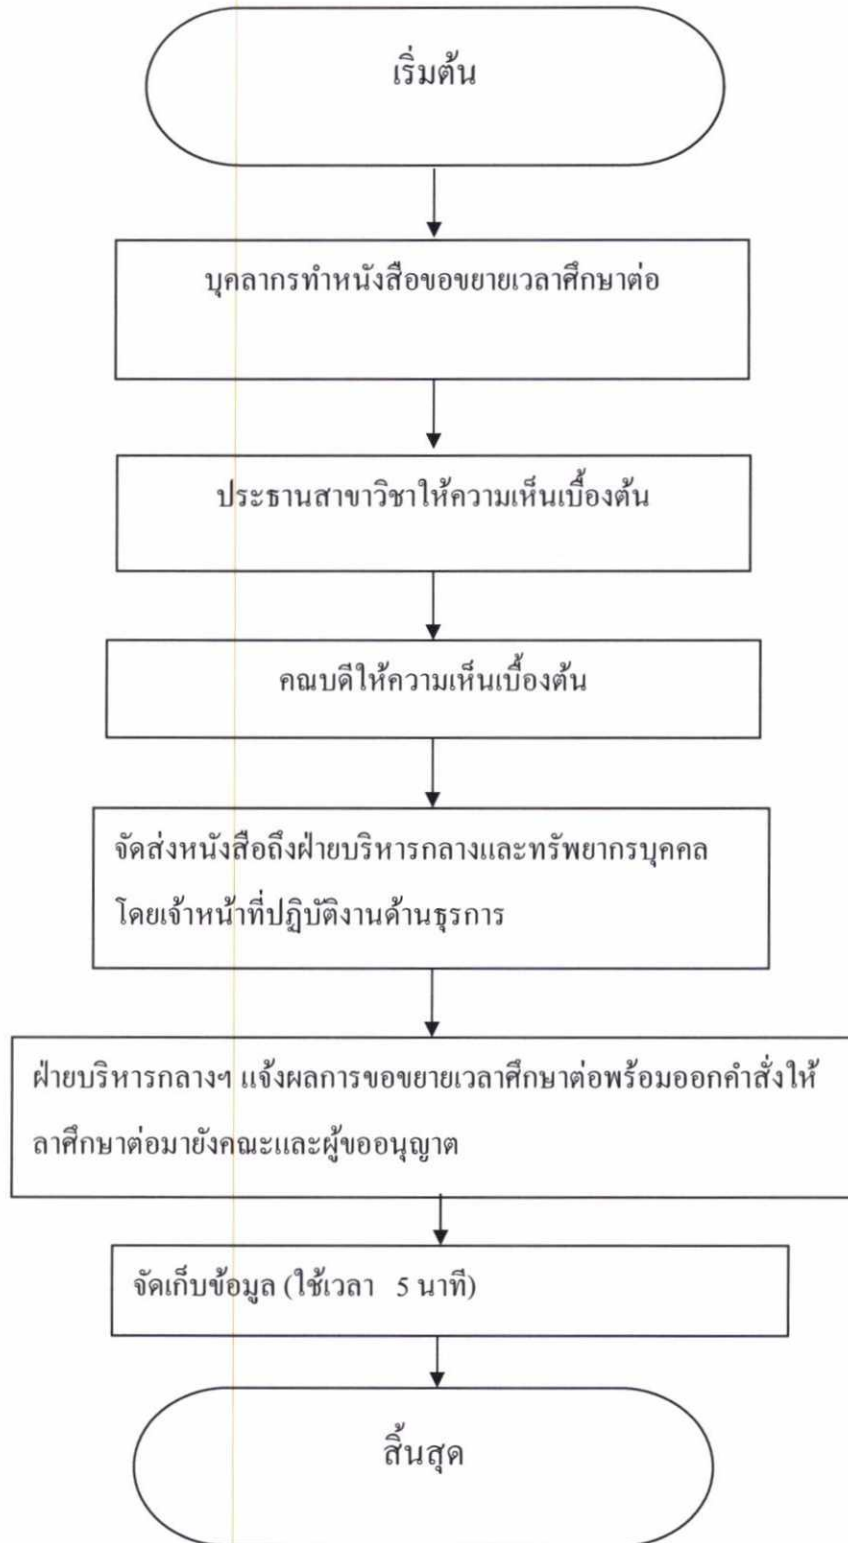 เริ่มต้น
บุคลากรทำหนังสือขอขยายเวลาศึกษาต่อ
ประธานสาขาวิชาให้ความเห็นเบื้องต้น
คณบดีให้ความเห็นเบื้องต้น
จัดส่งหนังสือถึงฝ่ายบริหารกลางและทรัพยากรบุคคล
โดยเจ้าหน้าที่ปฏิบัติงานด้านธุรการ
ฝ่ายบริหารกลางฯ แจ้งผลการขอขยายเวลาศึกษาต่อพร้อมออกคำสั่งให้
ลาศึกษาต่อมายังคณะและผู้ขออนุญาต
จัดเก็บข้อมูล (ใช้เวลา 5 นาที)
สิ้นสุด